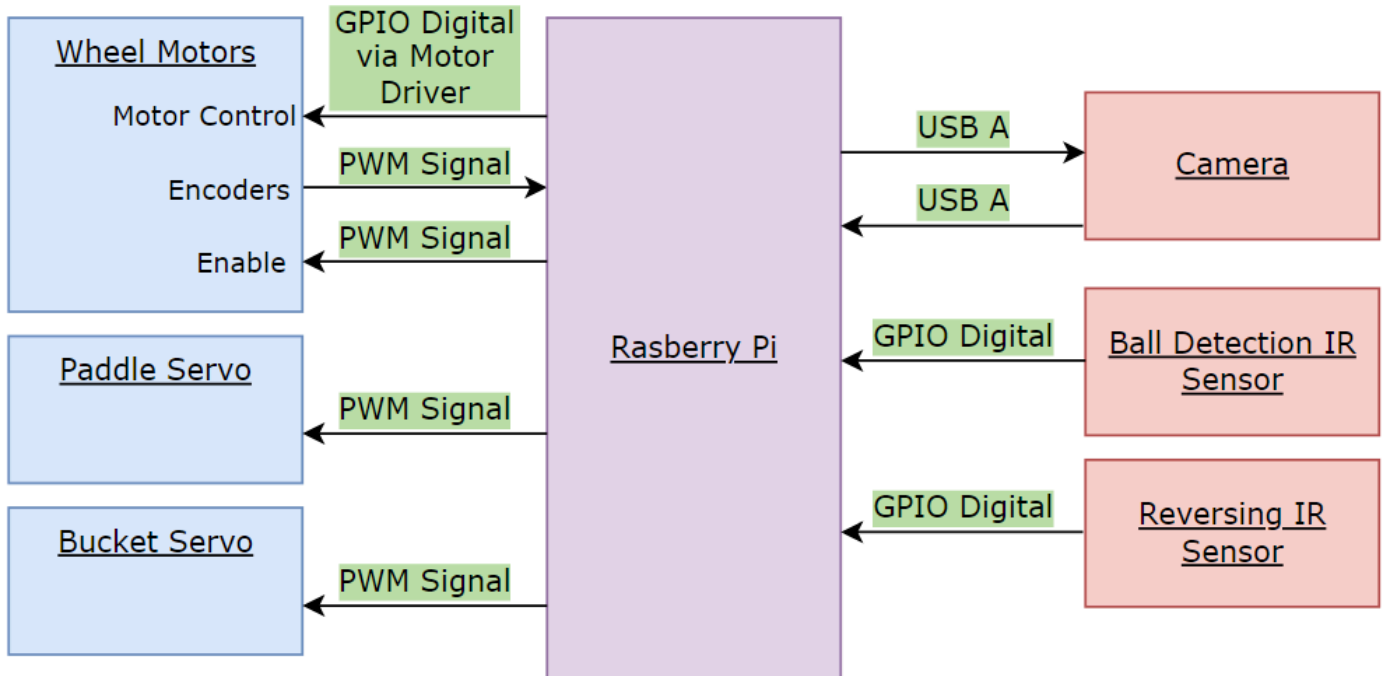 Wheel Motors
GPIO Digital
via Motor
Driver
Motor Control
PWM Signal
Encoders
PWM Signal
Enable
Paddle Servo
PWM Signal
Bucket Servo
PWM Signal
Rasberry Pi
USB A
Camera
USB A
GPIO Digital
Ball Detection IR
Sensor
GPIO Digital
Reversing IR
Sensor